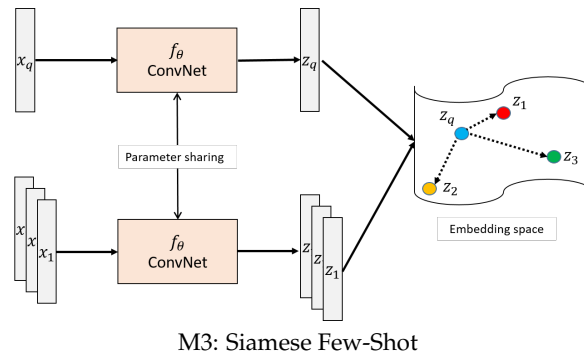 x_q
f_θ
ConvNet
z_q
Parameter sharing
x x x_1
f_θ
ConvNet
z z z_1
z_q
z_1
z_3
z_2
Embedding space
M3: Siamese Few-Shot